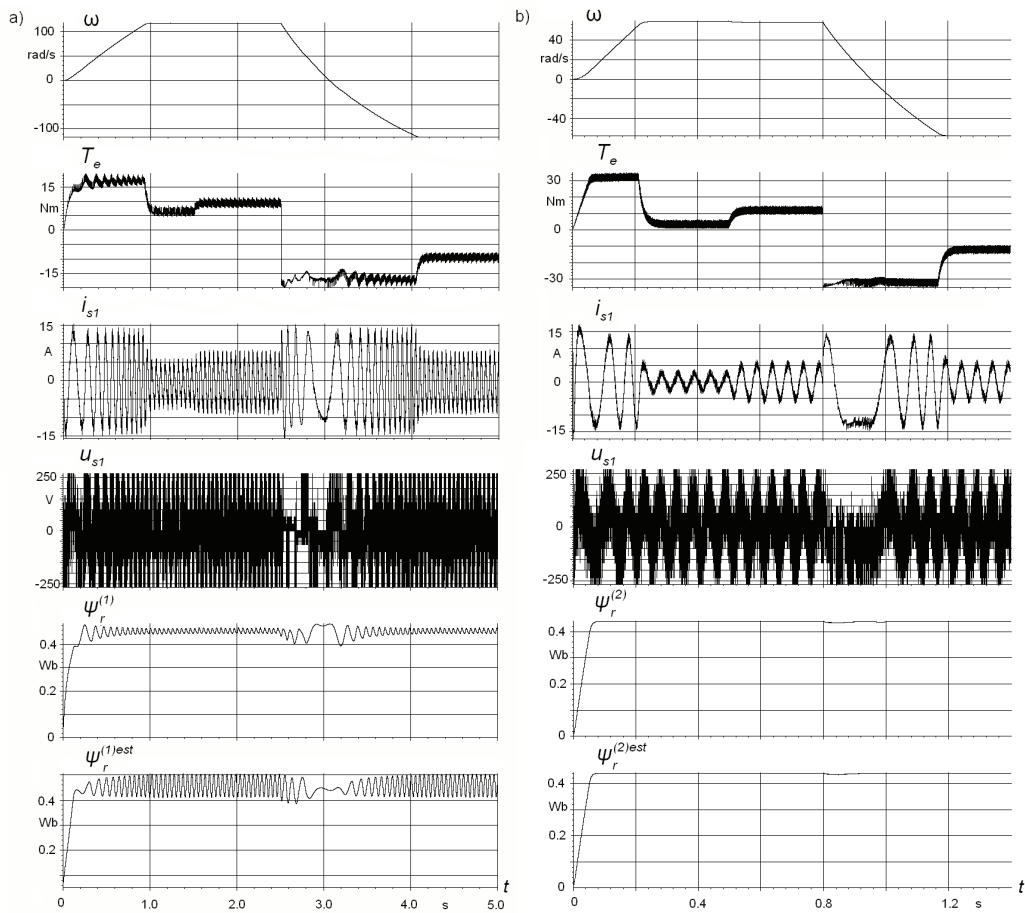 a)
ω
100
rad/s
0
-100
T_e
15
Nm
0
-15
i_s1
15
A
0
-15
u_s1
250
V
0
-250
ψ_r^(1)
0.4
Wb
0.2
0
ψ_r^(1)est
0.4
Wb
0.2
0 1.0 2.0 3.0 s 5.0 t
b)
ω
40
rad/s
0
-40
T_e
30
Nm
0
-30
i_s1
15
A
0
-15
u_s1
250
0
-250
ψ_r^(2)
0.4
Wb
0.2
0
ψ_r^(2)est
0.4
Wb
0.2
0
0 0.4 0.8 1.2 s t